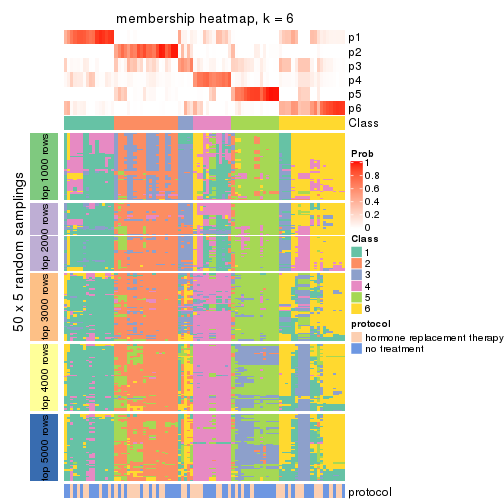 membership heatmap, k = 6
p1
p2
p3
p4
p5
p6
Class
50 x 5 random samplings
top 1000 rows
top 2000 rows
top 3000 rows
top 4000 rows
top 5000 rows
protocol
Prob
1
0.8
0.6
0.4
0.2
0
Class
1
2
3
4
5
6
protocol
hormone replacement therapy
no treatment